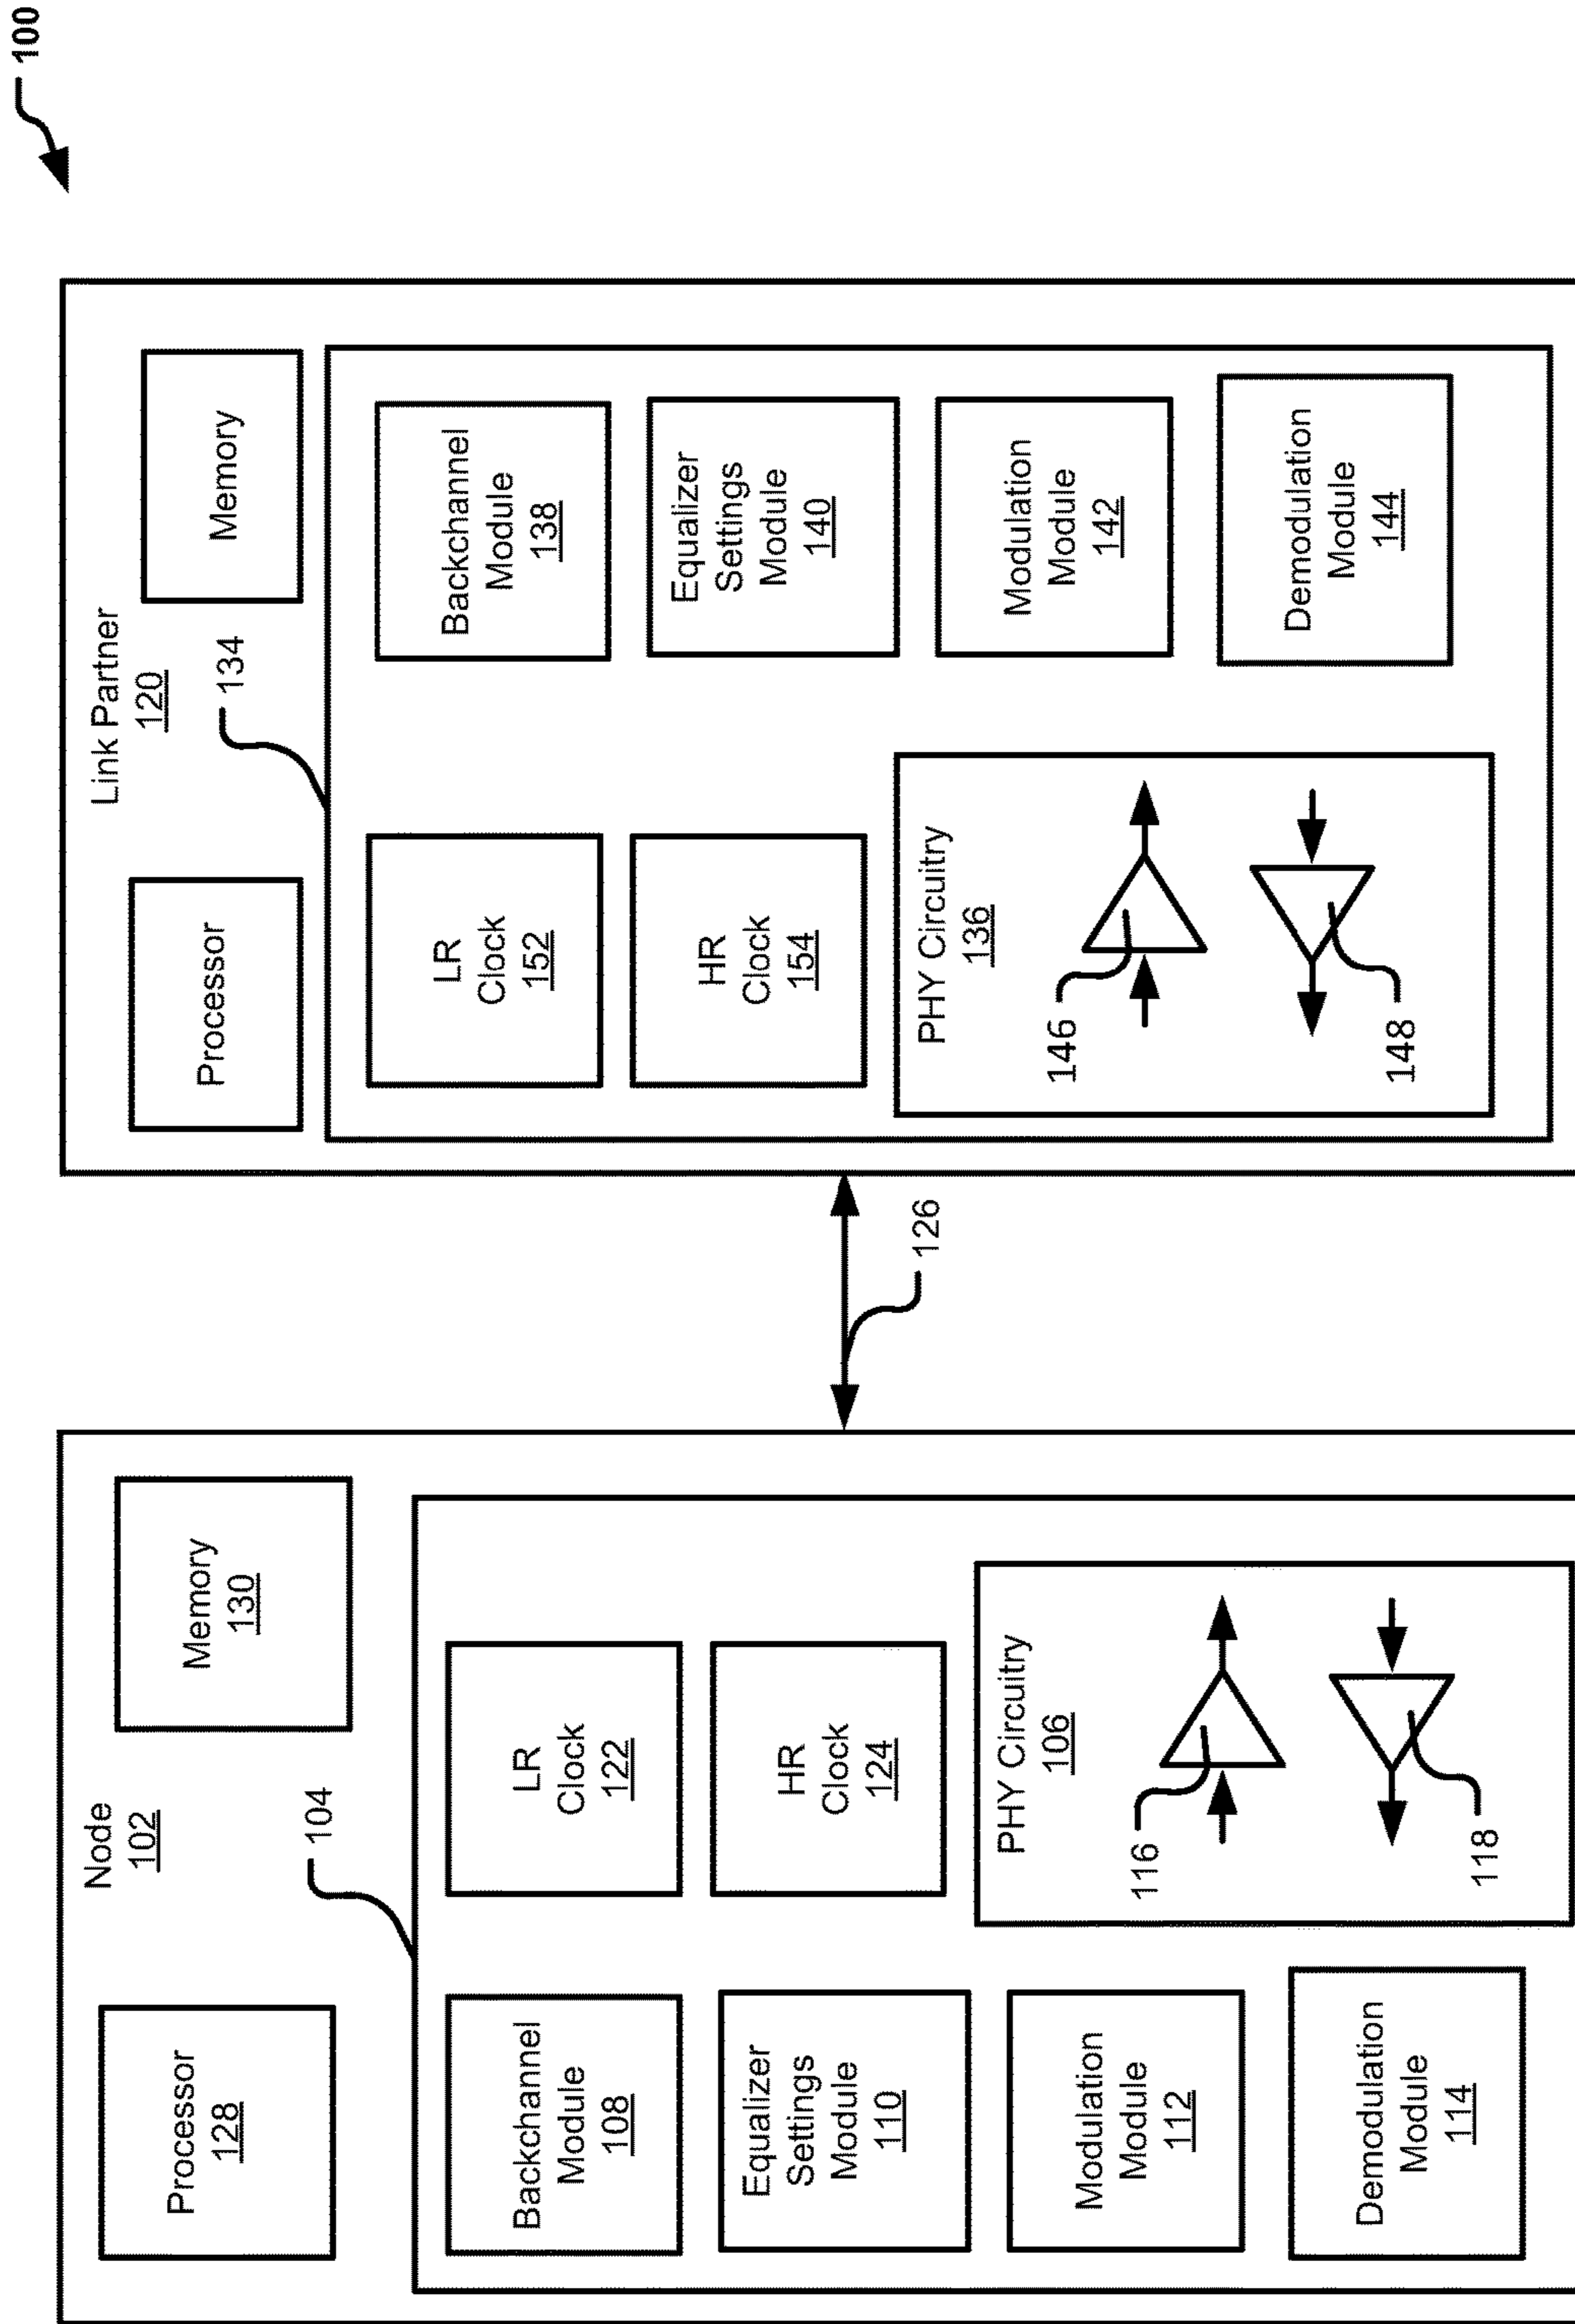 100
Node
102
Processor
128
Memory
130
104
Backchannel
Module
108
LR
Clock
122
Equalizer
Settings
Module
110
HR
Clock
124
Modulation
Module
112
Demodulation
Module
114
PHY Circuitry
106
116
118
126
Link Partner
120
Processor
Memory
134
LR
Clock
152
Backchannel
Module
138
HR
Clock
154
Equalizer
Settings
Module
140
PHY Circuitry
136
146
148
Modulation
Module
142
Demodulation
Module
144